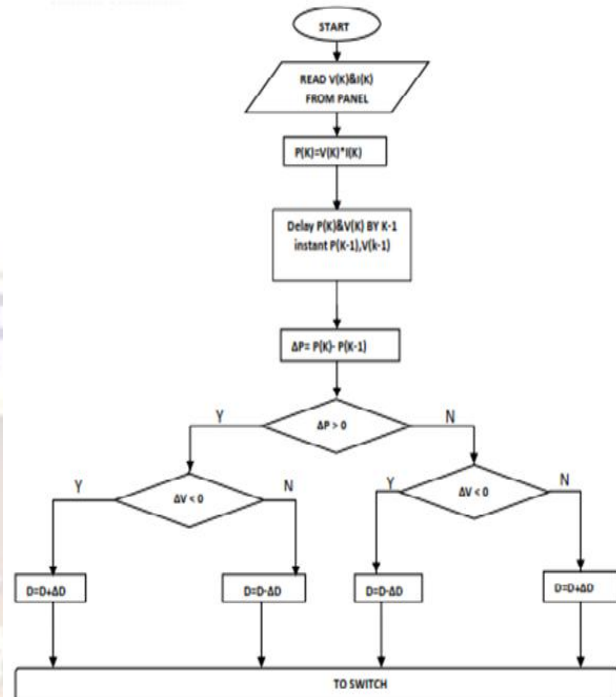 START
READ V(K)&I(K)
FROM PANEL
P(K)=V(K)*I(K)
Delay P(K)&V(K) BY K-1
instant P(K-1),V(k-1)
ΔP= P(K)- P(K-1)
ΔP > 0
Y
N
ΔV < 0
Y
N
ΔV < 0
Y
N
D=D+ΔD
D=D-ΔD
D=D-ΔD
D=D+ΔD
TO SWITCH